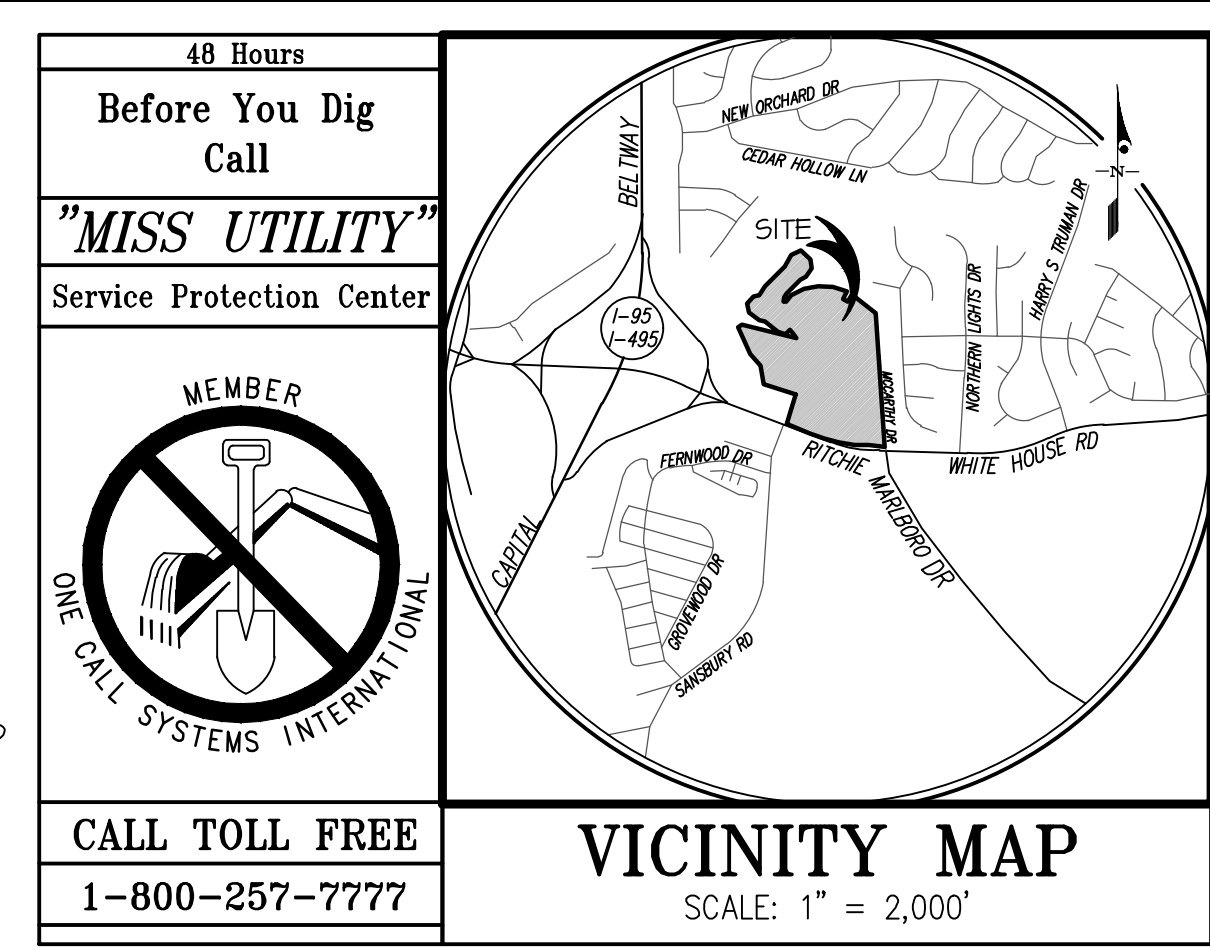 48 Hours
Before You Dig
Call
"MISS UTILITY"
Service Protection Center
MEMBER
ONE CALL SYSTEMS INTERNATIONAL
CALL TOLL FREE
1-800-257-7777
NEW ORCHARD DR
CEDAR HOLLOW LN
BELTWAY
SITE
N
HARRY S TRUMAN DR
NORTHERN LIGHTS DR
I-95
I-495
MCCARTHY DR
RITCHIE MARLBORO DR
WHITE HOUSE RD
FERNWOOD DR
CAPITAL
GROVEWOOD DR
SANSBURY RD
VICINITY MAP
SCALE: 1" = 2,000'